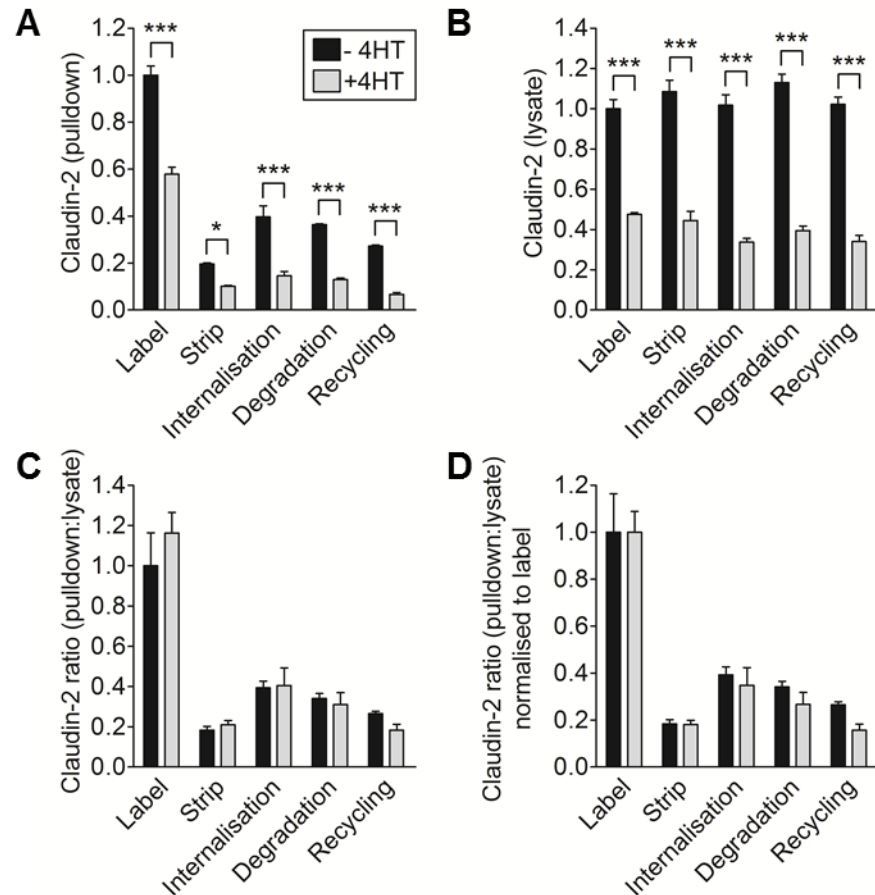 A
Claudin-2 (pulldown)
1.2
1.0
0.8
0.6
0.4
0.2
0.0
***
*
***
***
***
- 4HT
+4HT
Label
Strip
Internalisation
Degradation
Recycling
B
Claudin-2 (lysate)
1.4
1.2
1.0
0.8
0.6
0.4
0.2
0.0
***
***
***
***
***
Label
Strip
Internalisation
Degradation
Recycling
C
Claudin-2 ratio (pulldown:lysate)
1.4
1.2
1.0
0.8
0.6
0.4
0.2
0.0
Label
Strip
Internalisation
Degradation
Recycling
D
Claudin-2 ratio (pulldown:lysate)
normalised to label
1.2
1.0
0.8
0.6
0.4
0.2
0.0
Label
Strip
Internalisation
Degradation
Recycling